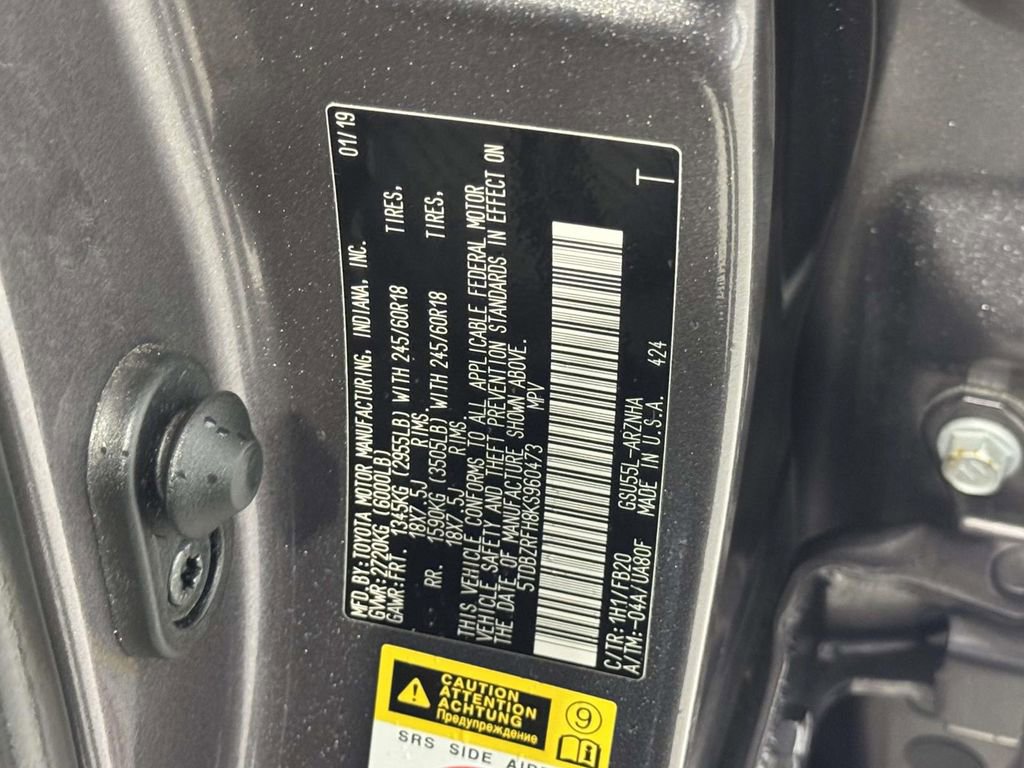 MFD.BY:TOYOTA MOTOR MANUFACTURING, INDIANA, INC. 01/19
GVWR:2720KG (6000LB)
GAWR:FRT. 1345KG (2955LB) WITH 245/60R18 TIRES,
18X7.5J RIMS.
RR. 1590KG (3505LB) WITH 245/60R18 TIRES.
18X7.5J RIMS
THIS VEHICLE CONFORMS TO ALL APPLICABLE FEDERAL MOTOR
VEHICLE SAFETY AND THEFT PREVENTION STANDARDS IN EFFECT ON
THE DATE OF MANUFACTURE SHOWN ABOVE.
5TDBZRFH8KS960473 MPV
C/TR:1H1/FB20 GSU55L-ARZNHA
A/TM:-04A/UA80F MADE IN U.S.A. 424 T
CAUTION
ATTENTION
ACHTUNG
Предупреждение
9
SRS SIDE